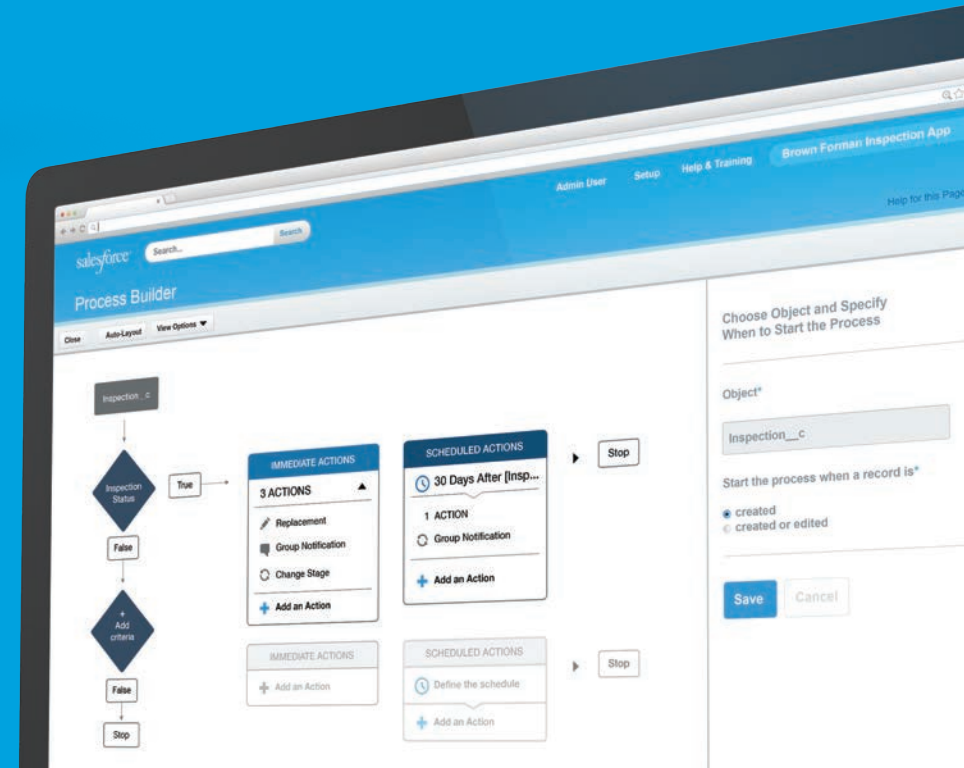 Admin User
Setup
Help & Training
Brown Forman Inspection App
Help for this Page
salesforce
Search...
Search
Process Builder
Close
Auto-Layout
View Options
Inspection__c
Inspection
Status
True
False
+
Add
criteria
False
Stop
IMMEDIATE ACTIONS
3 ACTIONS
Replacement
Group Notification
Change Stage
Add an Action
SCHEDULED ACTIONS
30 Days After [Insp...
1 ACTION
Group Notification
Add an Action
Stop
IMMEDIATE ACTIONS
Add an Action
SCHEDULED ACTIONS
Define the schedule
Add an Action
Stop
Choose Object and Specify
When to Start the Process
Object*
Inspection__c
Start the process when a record is*
created
created or edited
Save
Cancel